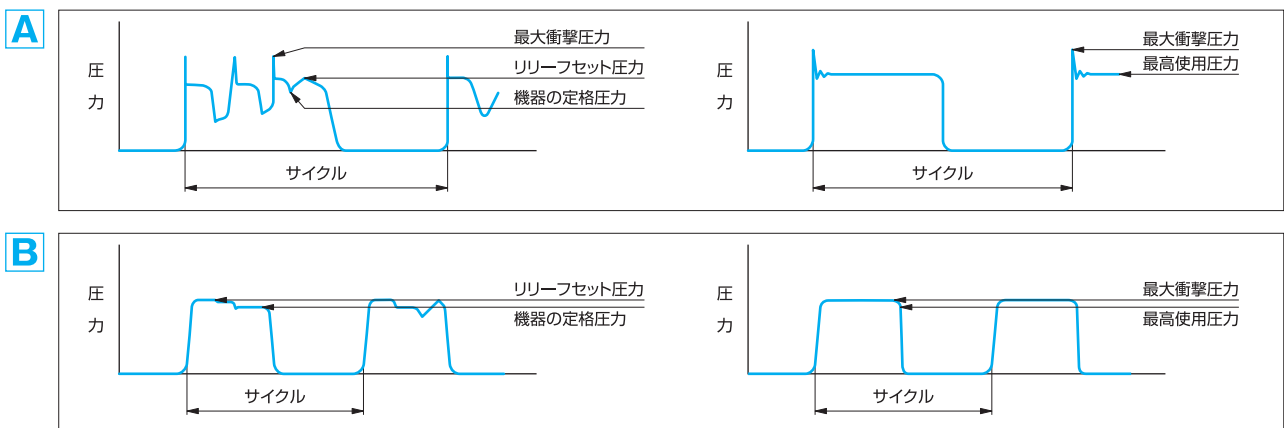 A
圧
力
最大衝撃圧力
リリーフセット圧力
機器の定格圧力
サイクル
圧
力
最大衝撃圧力
最高使用圧力
サイクル
B
圧
力
リリーフセット圧力
機器の定格圧力
サイクル
圧
力
最大衝撃圧力
最高使用圧力
サイクル